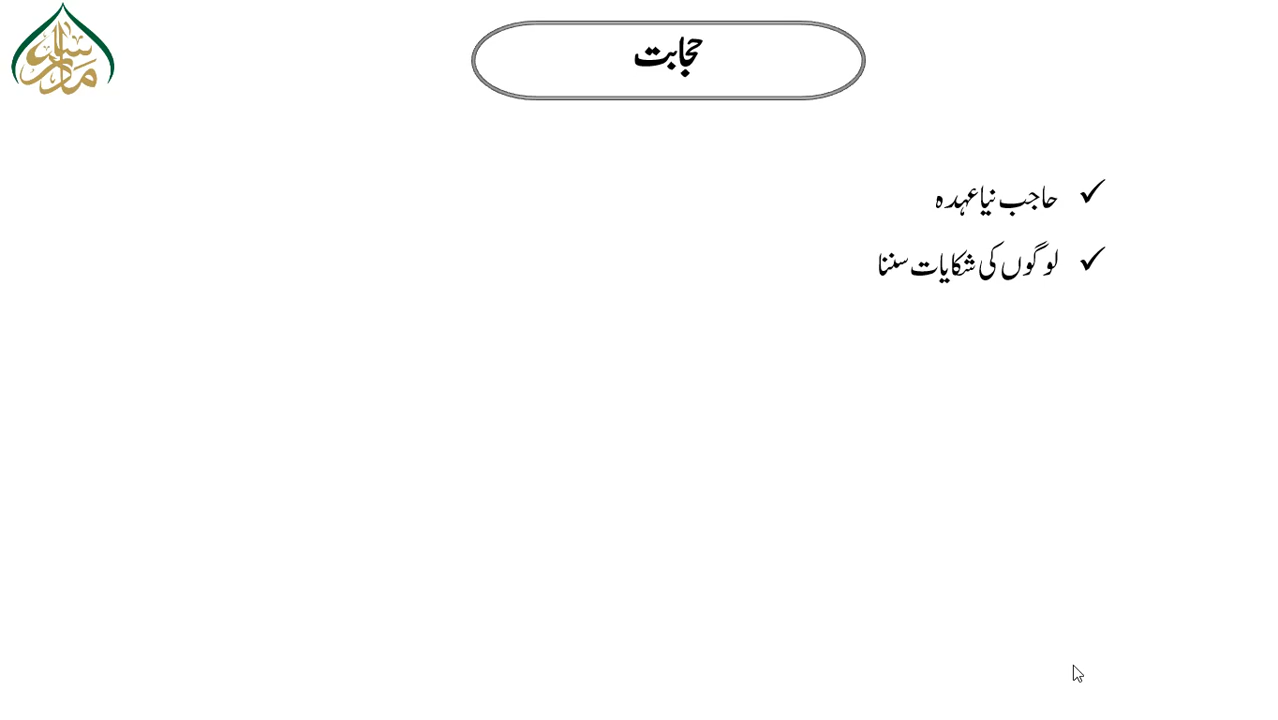 حجابت
حاجب نیا عہدہ
لوگوں کی شکایات سننا